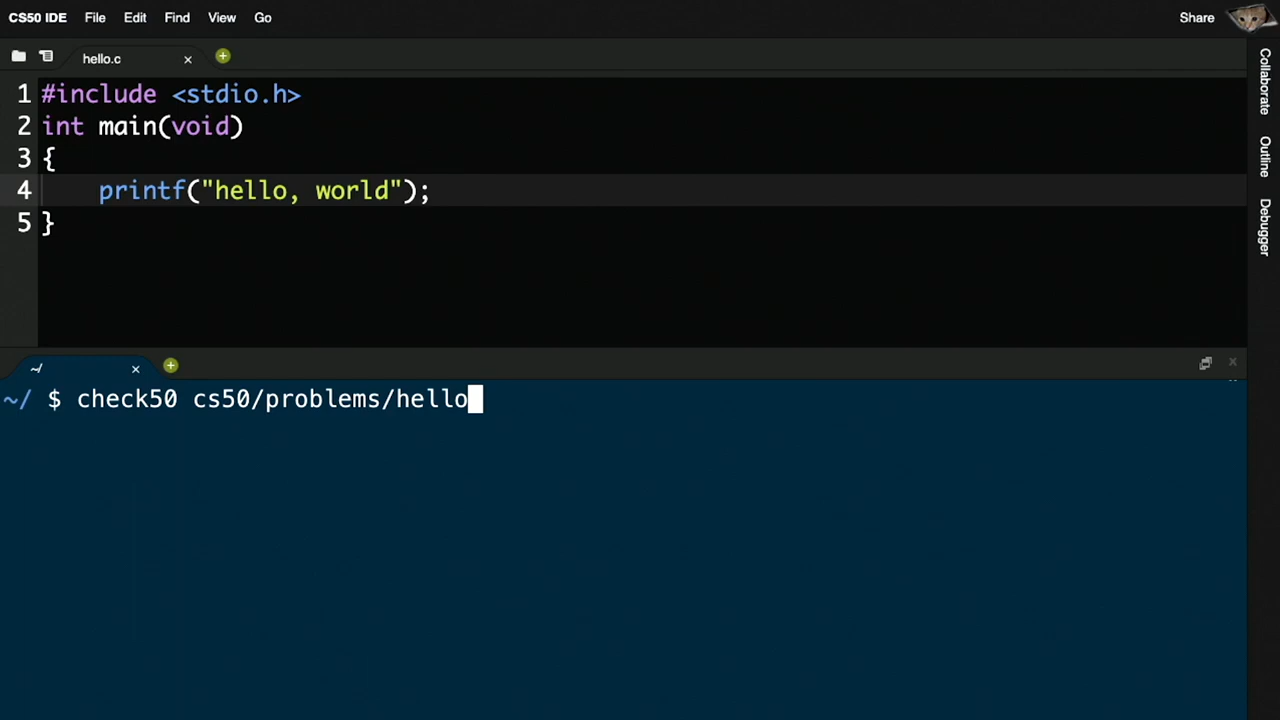 CS50 IDE File Edit Find View Go Share
hello.c
1 #include <stdio.h>
2 int main(void)
3 {
4     printf("hello, world");
5 }
Collaborate
Outline
Debugger
~/
~/ $ check50 cs50/problems/hello